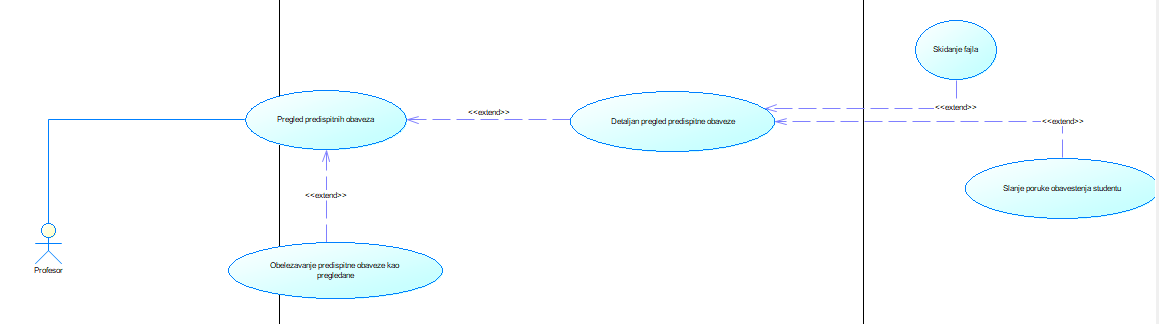 Skidanje fajla
<<extend>>
<<extend>>
Pregled predispitnih obaveza
Detaljan pregled predispitne obaveze
<<extend>>
Slanje poruke obavestenja studentu
<<extend>>
Profesor
Obelezavanje predispitne obaveze kao
pregledane